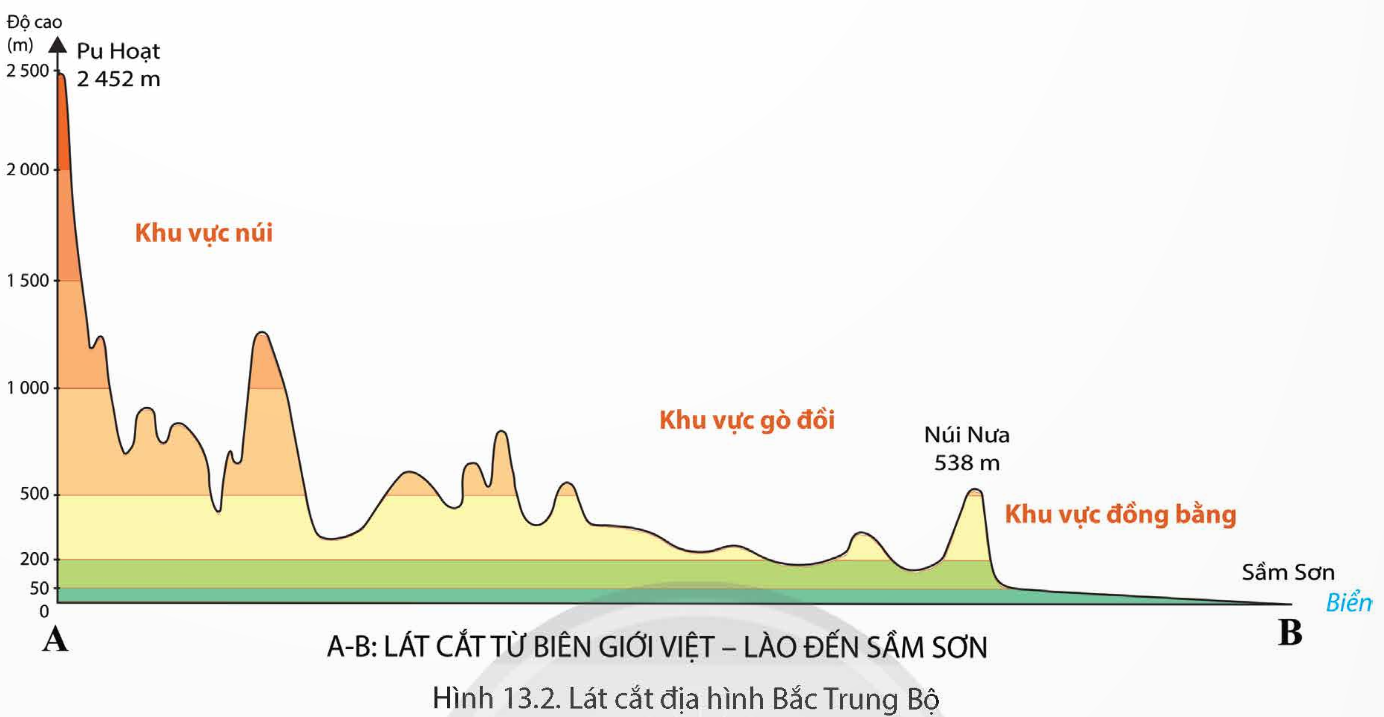 Độ cao
(m)
Pu Hoạt
2 452 m
2 500
2 000
Khu vực núi
1 500
1 000
Khu vực gò đồi
Núi Nưa
538 m
500
Khu vực đồng bằng
200
50
0
Sầm Sơn
Biển
A
B
A-B: LÁT CẮT TỪ BIÊN GIỚI VIỆT – LÀO ĐẾN SẦM SƠN
Hình 13.2. Lát cắt địa hình Bắc Trung Bộ